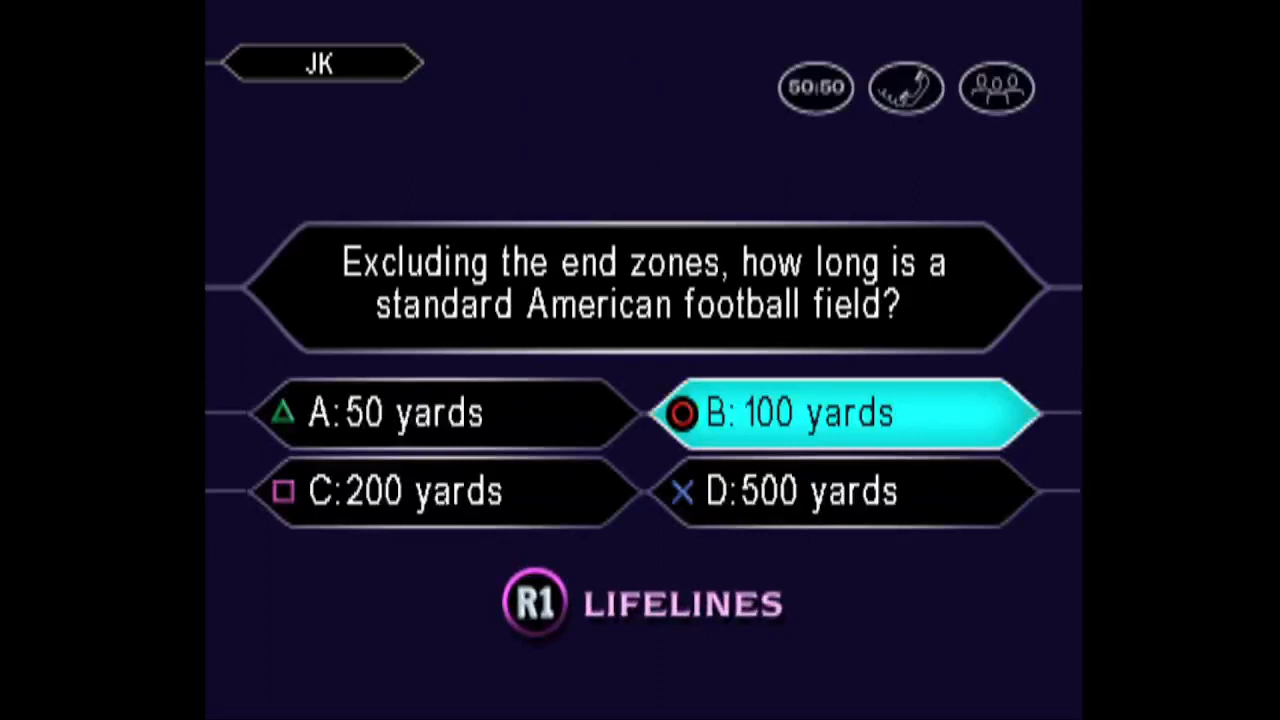 JK
50:50
Excluding the end zones, how long is a
standard American football field?
A: 50 yards
B: 100 yards
C: 200 yards
D: 500 yards
R1 LIFELINES